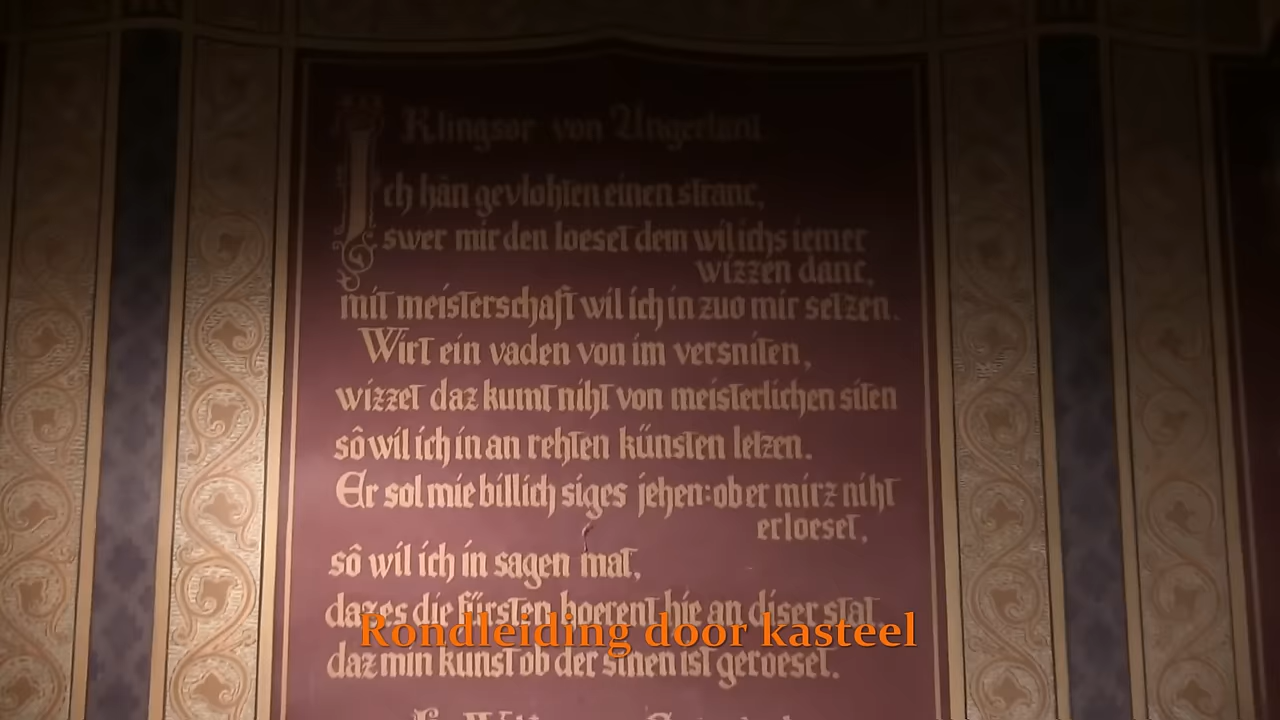 Klingsor von Ungerlant
Ich hân gevlohten einen stranc,
swer mir den loeset dem wil ichs iemer
wizzen danc,
mit meisterschaft wil ich in zuo mir setzen.
Wirt ein vaden von im versniten,
wizzet daz kumt niht von meisterlichen siten
sô wil ich in an rehten künsten letzen.
Er sol mie billich siges jehen: ob er mirz niht
erloeset,
sô wil ich in sagen mat,
daz es die fürsten hoerent hie an diser stat,
Rondleiding door kasteel
daz min kunst ob der sinen ist geroeset.